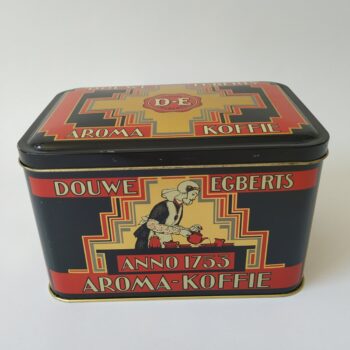 D·E
AROMA KOFFIE
DOUWE EGBERTS
ANNO 1753
AROMA-KOFFIE